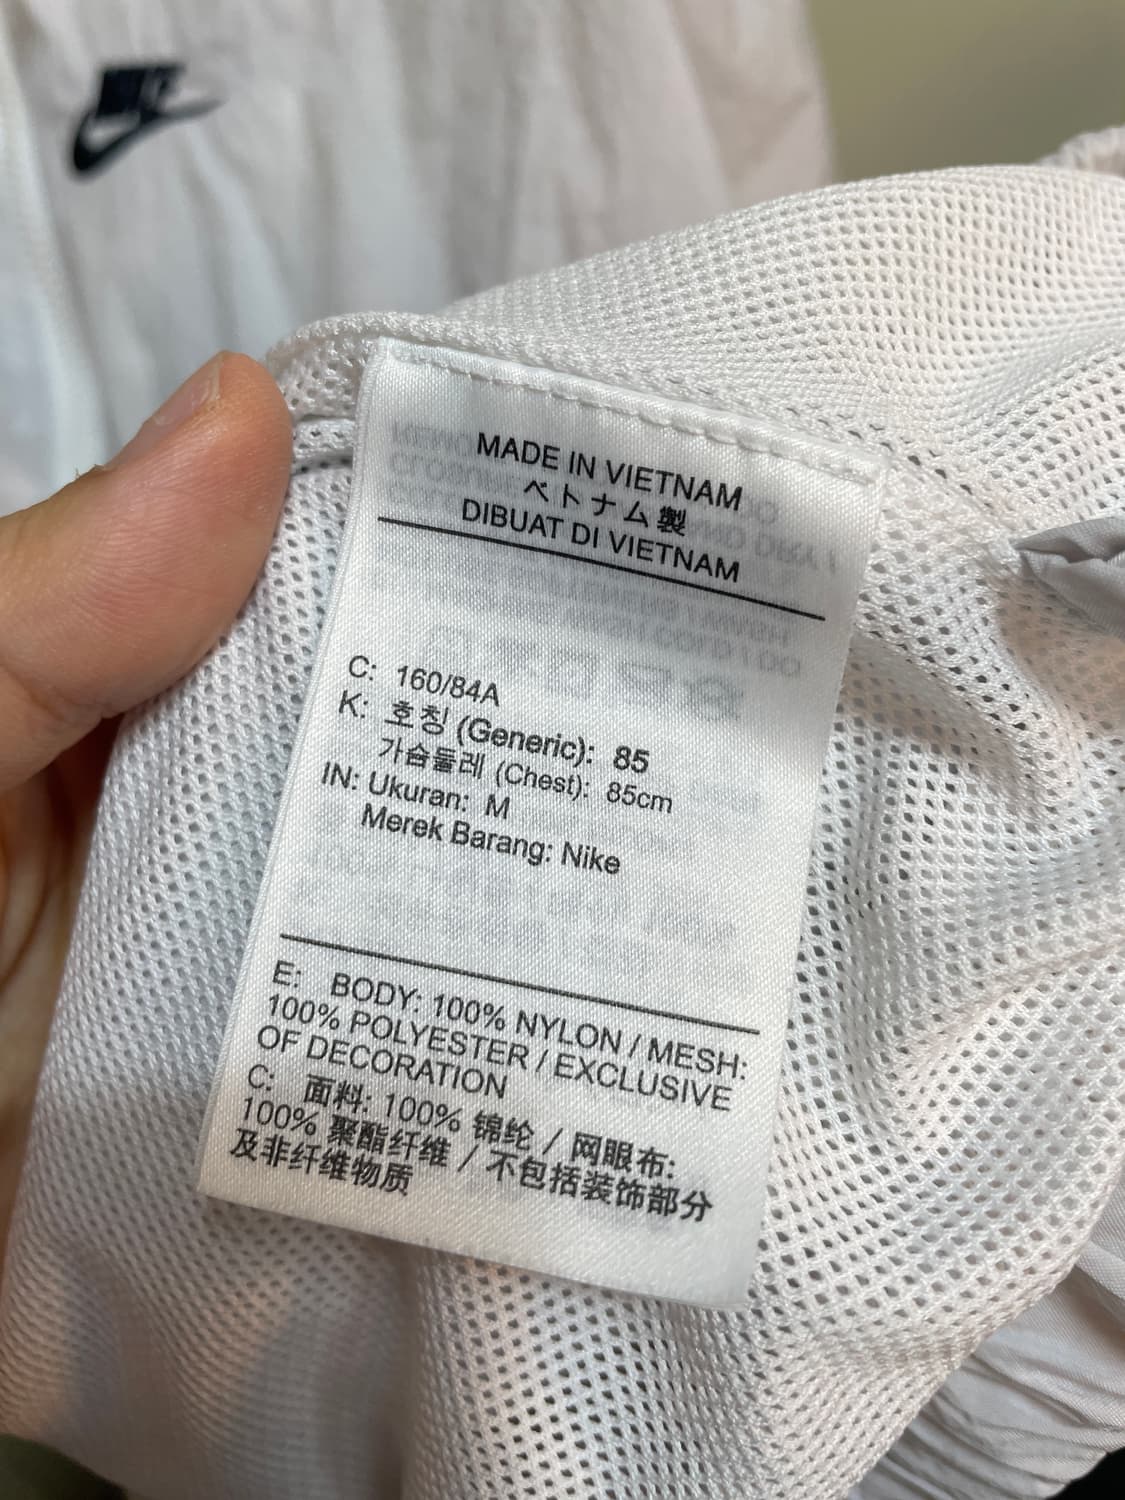 NIKE
MADE IN VIETNAM
ベトナム製
DIBUAT DI VIETNAM
C: 160/84A
K: 호칭 (Generic): 85
가슴둘레 (Chest): 85cm
IN: Ukuran: M
Merek Barang: Nike
E: BODY: 100% NYLON / MESH:
100% POLYESTER / EXCLUSIVE
OF DECORATION
C: 面料: 100% 锦纶 / 网眼布:
100% 聚酯纤维 / 不包括装饰部分
及非纤维物质